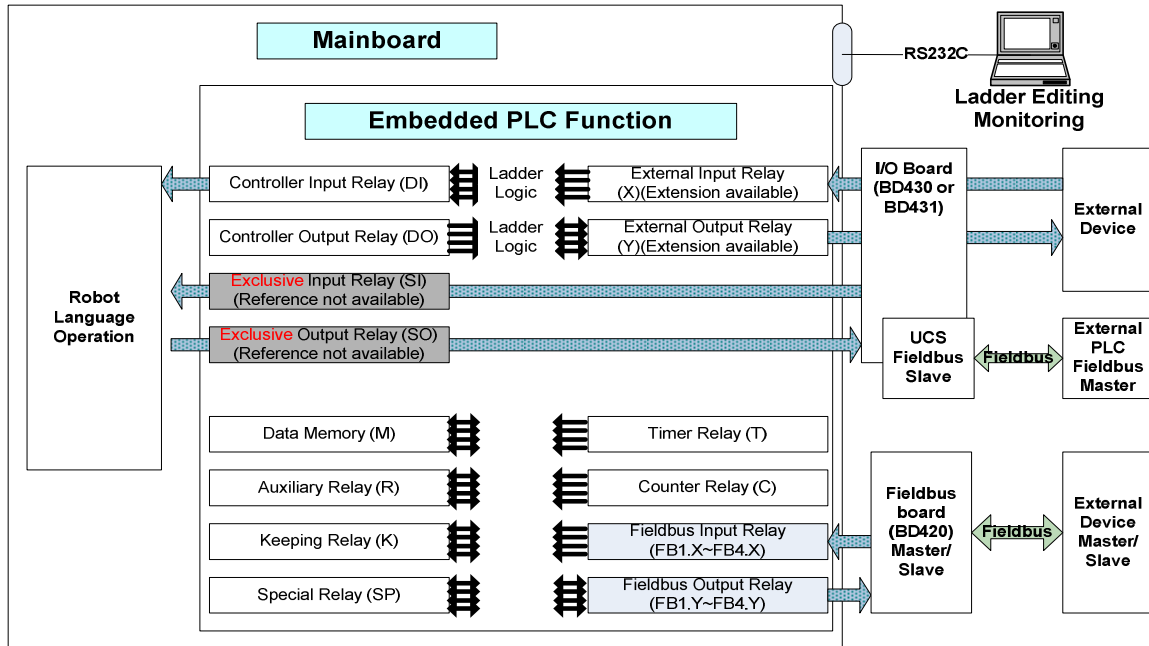 Mainboard
RS232C
Ladder Editing
Monitoring
Embedded PLC Function
Robot
Language
Operation
Controller Input Relay (DI)
Ladder
Logic
External Input Relay
(X)(Extension available)
Controller Output Relay (DO)
Ladder
Logic
External Output Relay
(Y)(Extension available)
Exclusive Input Relay (SI)
(Reference not available)
Exclusive Output Relay (SO)
(Reference not available)
I/O Board
(BD430 or
BD431)
External
Device
UCS
Fieldbus
Slave
Fieldbus
External
PLC
Fieldbus
Master
Data Memory (M)
Timer Relay (T)
Auxiliary Relay (R)
Counter Relay (C)
Keeping Relay (K)
Fieldbus Input Relay
(FB1.X~FB4.X)
Special Relay (SP)
Fieldbus Output Relay
(FB1.Y~FB4.Y)
Fieldbus
board
(BD420)
Master/
Slave
Fieldbus
External
Device
Master/
Slave